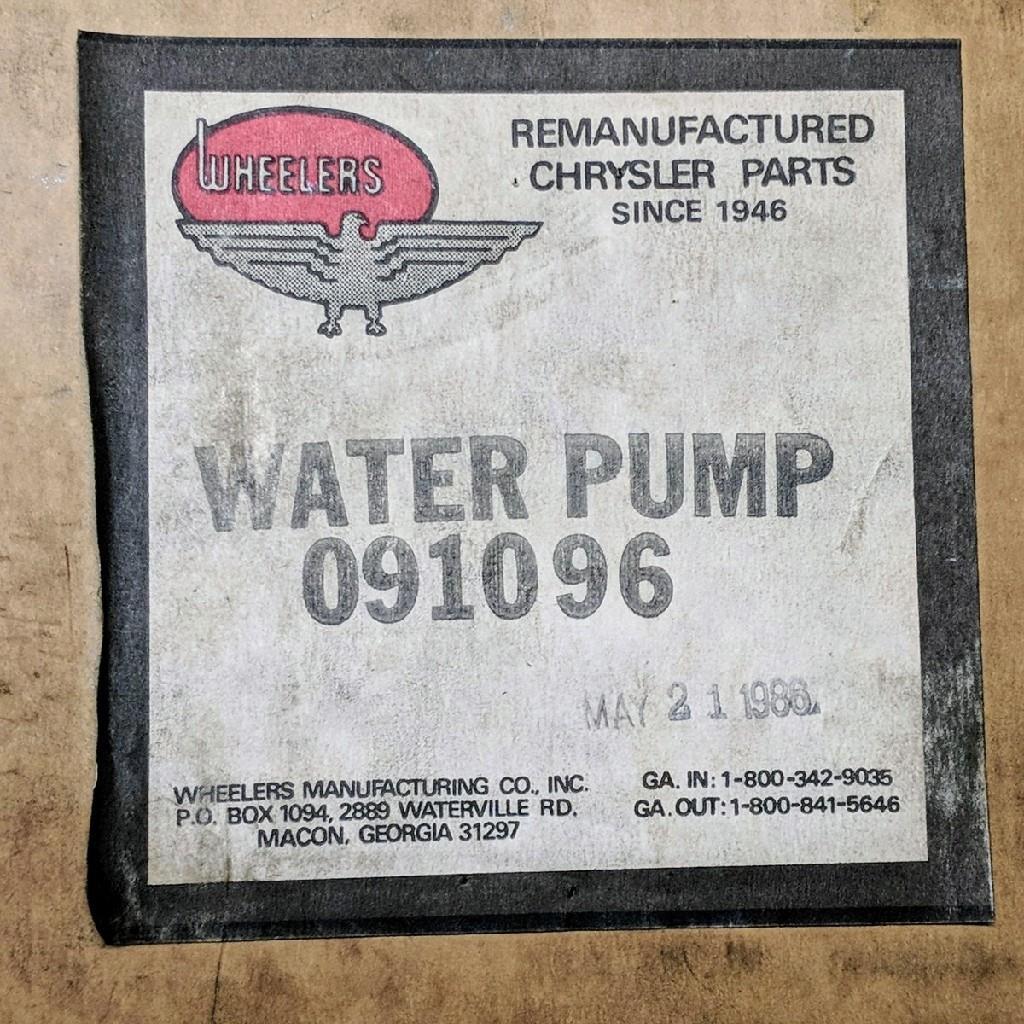 WHEELERS
REMANUFACTURED
CHRYSLER PARTS
SINCE 1946
WATER PUMP
091096
MAY 21 1986
WHEELERS MANUFACTURING CO., INC.
P.O. BOX 1094, 2889 WATERVILLE RD.
MACON, GEORGIA 31297
GA. IN: 1-800-342-9035
GA. OUT: 1-800-841-5646